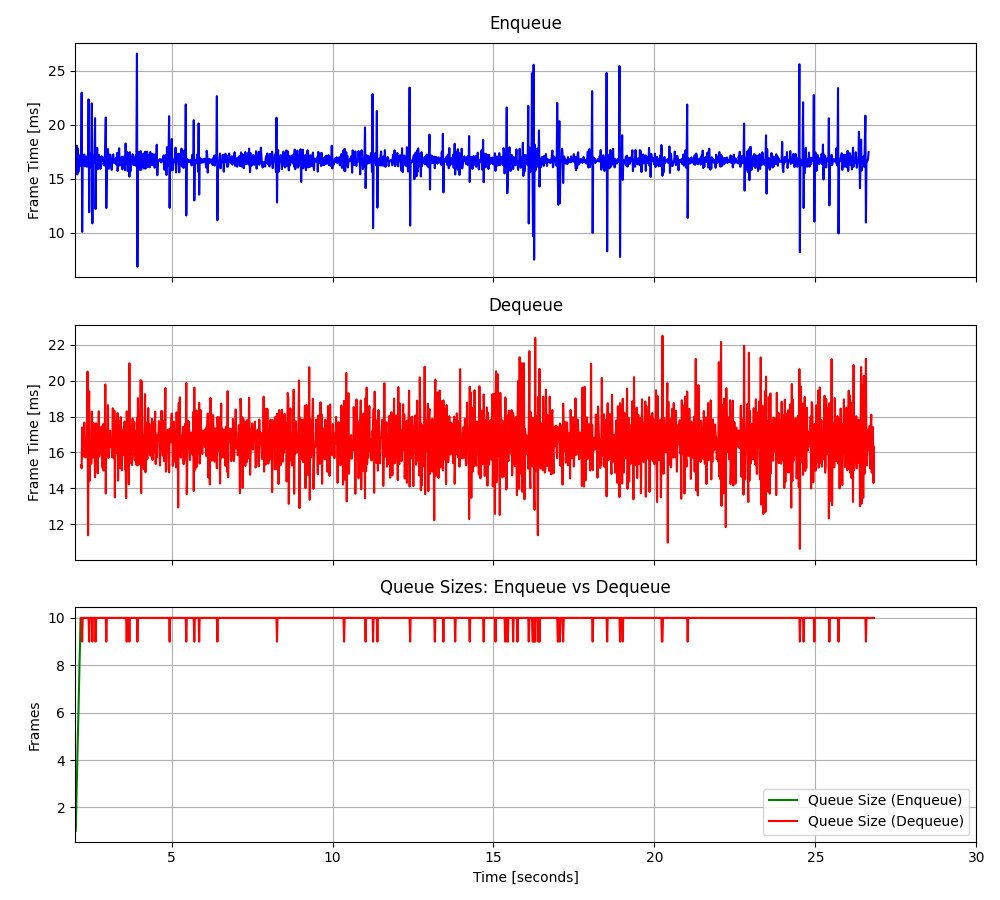 Enqueue
Frame Time [ms]
25
20
15
10
Dequeue
Frame Time [ms]
22
20
18
16
14
12
Queue Sizes: Enqueue vs Dequeue
Frames
10
8
6
4
2
Queue Size (Enqueue)
Queue Size (Dequeue)
5 10 15 20 25 30
Time [seconds]